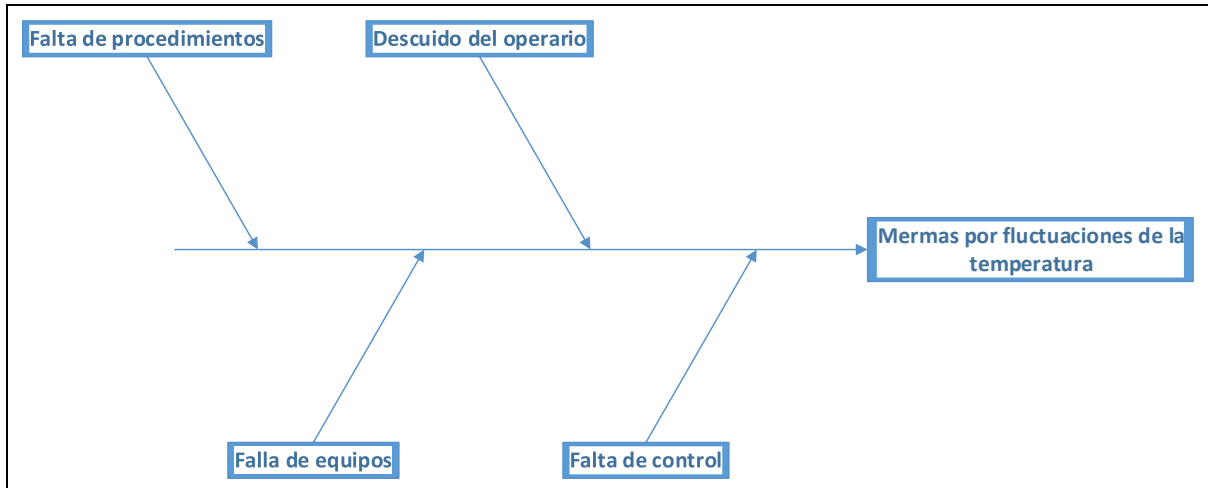 Falta de procedimientos
Descuido del operario
Mermas por fluctuaciones de la
temperatura
Falla de equipos
Falta de control